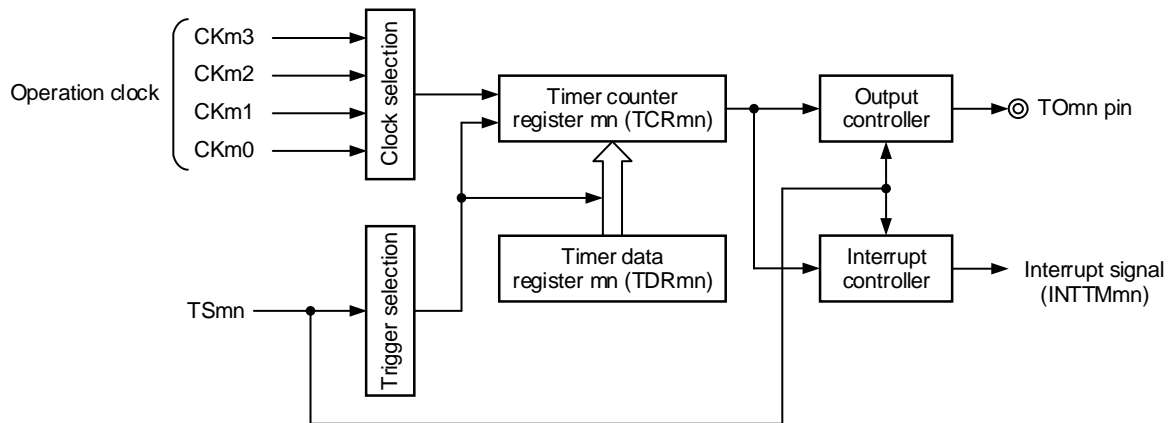 Operation clock
CKm3
CKm2
CKm1
CKm0
Clock selection
Timer counter
register mn (TCRmn)
Output
controller
TOmn pin
Timer data
register mn (TDRmn)
Interrupt
controller
Interrupt signal
(INTTMmn)
TSmn
Trigger selection